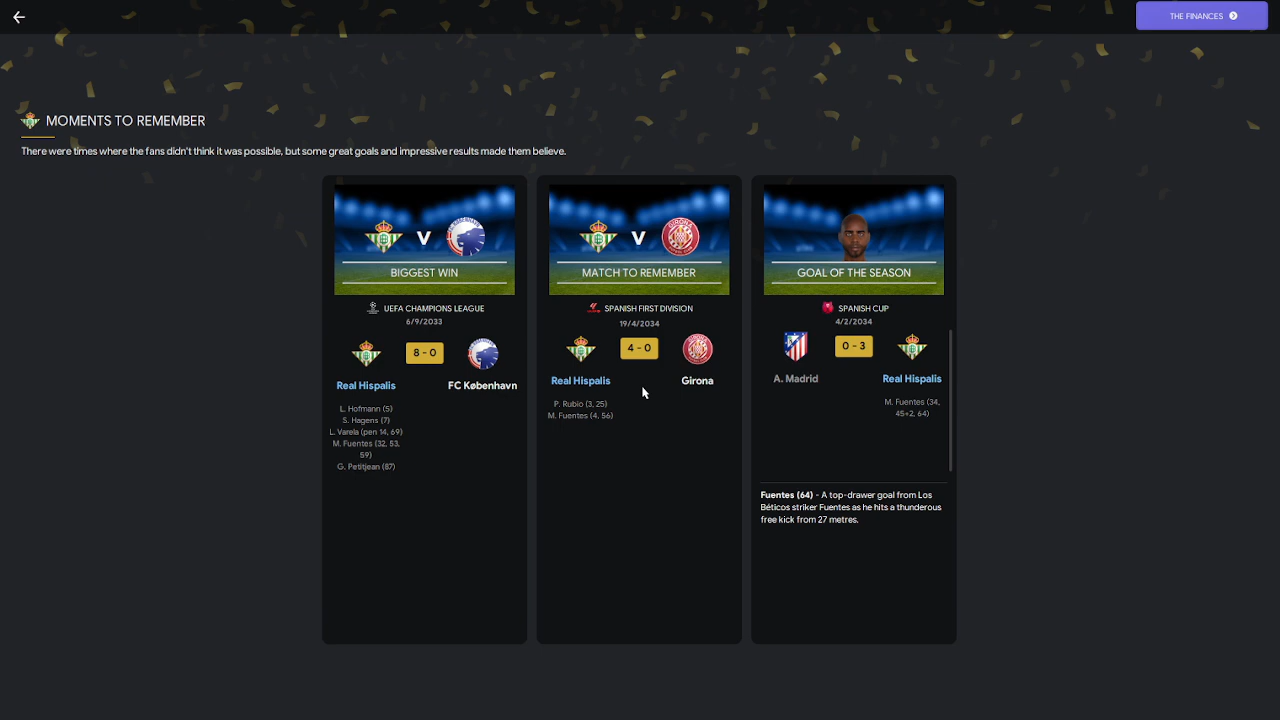 THE FINANCES
MOMENTS TO REMEMBER
There were times where the fans didn't think it was possible, but some great goals and impressive results made them believe.
V
BIGGEST WIN
UEFA CHAMPIONS LEAGUE
6/9/2033
8 - 0
Real Hispalis
FC København
L. Hofmann (5)
S. Hagens (7)
L. Varela (pen 14, 69)
M. Fuentes (32, 53,
59)
G. Petitjean (87)
GIRONA
V
MATCH TO REMEMBER
SPANISH FIRST DIVISION
19/4/2034
4 - 0
Real Hispalis
Girona
P. Rubio (3, 25)
M. Fuentes (4, 56)
GOAL OF THE SEASON
SPANISH CUP
4/2/2034
0 - 3
A. Madrid
Real Hispalis
M. Fuentes (34,
45+2, 64)
Fuentes (64) - A top-drawer goal from Los
Béticos striker Fuentes as he hits a thunderous
free kick from 27 metres.